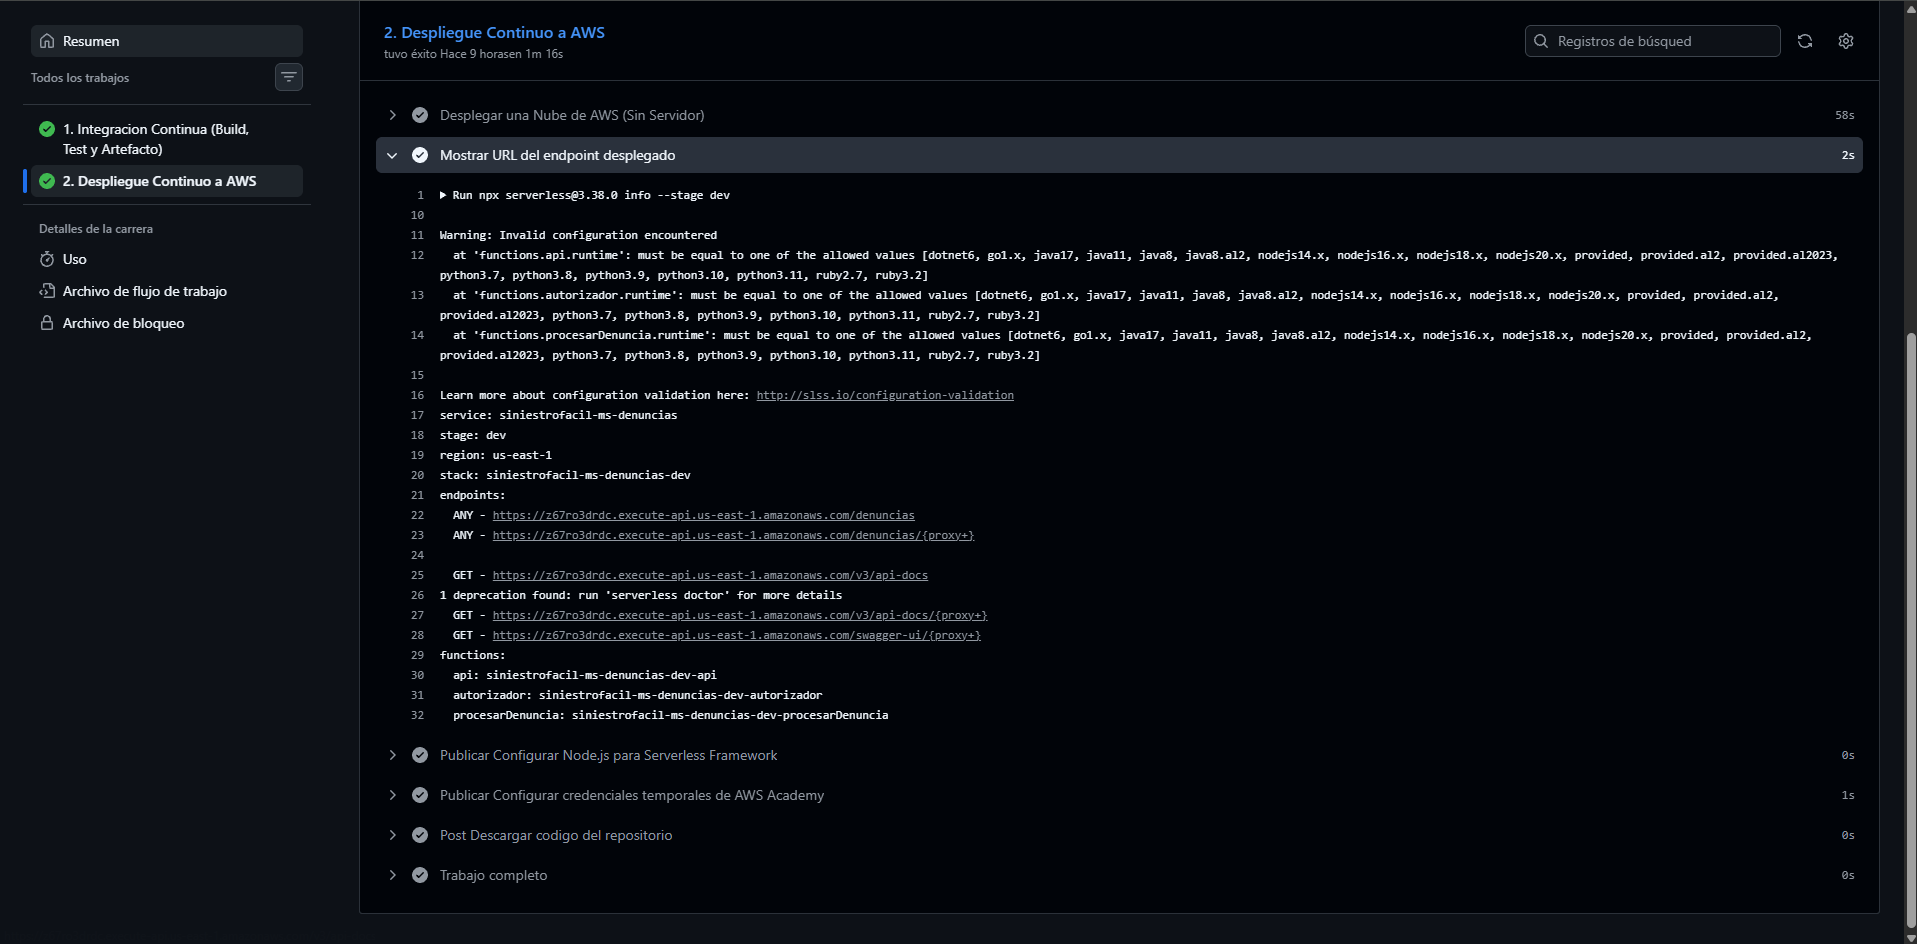 Resumen
Todos los trabajos
1. Integracion Continua (Build,
Test y Artefacto)
2. Despliegue Continuo a AWS
Detalles de la carrera
Uso
Archivo de flujo de trabajo
Archivo de bloqueo
2. Despliegue Continuo a AWS
tuvo éxito Hace 9 horasen 1m 16s
Registros de búsqued
Desplegar una Nube de AWS (Sin Servidor) 58s
Mostrar URL del endpoint desplegado 2s
1 Run npx serverless@3.38.0 info --stage dev
10
11 Warning: Invalid configuration encountered
12 at 'functions.api.runtime': must be equal to one of the allowed values [dotnet6, go1.x, java17, java11, java8, java8.al2, nodejs14.x, nodejs16.x, nodejs18.x, nodejs20.x, provided, provided.al2, provided.al2023,
python3.7, python3.8, python3.9, python3.10, python3.11, ruby2.7, ruby3.2]
13 at 'functions.autorizador.runtime': must be equal to one of the allowed values [dotnet6, go1.x, java17, java11, java8, java8.al2, nodejs14.x, nodejs16.x, nodejs18.x, nodejs20.x, provided, provided.al2,
provided.al2023, python3.7, python3.8, python3.9, python3.10, python3.11, ruby2.7, ruby3.2]
14 at 'functions.procesarDenuncia.runtime': must be equal to one of the allowed values [dotnet6, go1.x, java17, java11, java8, java8.al2, nodejs14.x, nodejs16.x, nodejs18.x, nodejs20.x, provided, provided.al2,
provided.al2023, python3.7, python3.8, python3.9, python3.10, python3.11, ruby2.7, ruby3.2]
15
16 Learn more about configuration validation here: http://slss.io/configuration-validation
17 service: siniestrofacil-ms-denuncias
18 stage: dev
19 region: us-east-1
20 stack: siniestrofacil-ms-denuncias-dev
21 endpoints:
22 ANY - https://z67ro3drdc.execute-api.us-east-1.amazonaws.com/denuncias
23 ANY - https://z67ro3drdc.execute-api.us-east-1.amazonaws.com/denuncias/{proxy+}
24
25 GET - https://z67ro3drdc.execute-api.us-east-1.amazonaws.com/v3/api-docs
26 1 deprecation found: run 'serverless doctor' for more details
27 GET - https://z67ro3drdc.execute-api.us-east-1.amazonaws.com/v3/api-docs/{proxy+}
28 GET - https://z67ro3drdc.execute-api.us-east-1.amazonaws.com/swagger-ui/{proxy+}
29 functions:
30 api: siniestrofacil-ms-denuncias-dev-api
31 autorizador: siniestrofacil-ms-denuncias-dev-autorizador
32 procesarDenuncia: siniestrofacil-ms-denuncias-dev-procesarDenuncia
Publicar Configurar Node.js para Serverless Framework 0s
Publicar Configurar credenciales temporales de AWS Academy 1s
Post Descargar codigo del repositorio 0s
Trabajo completo 0s